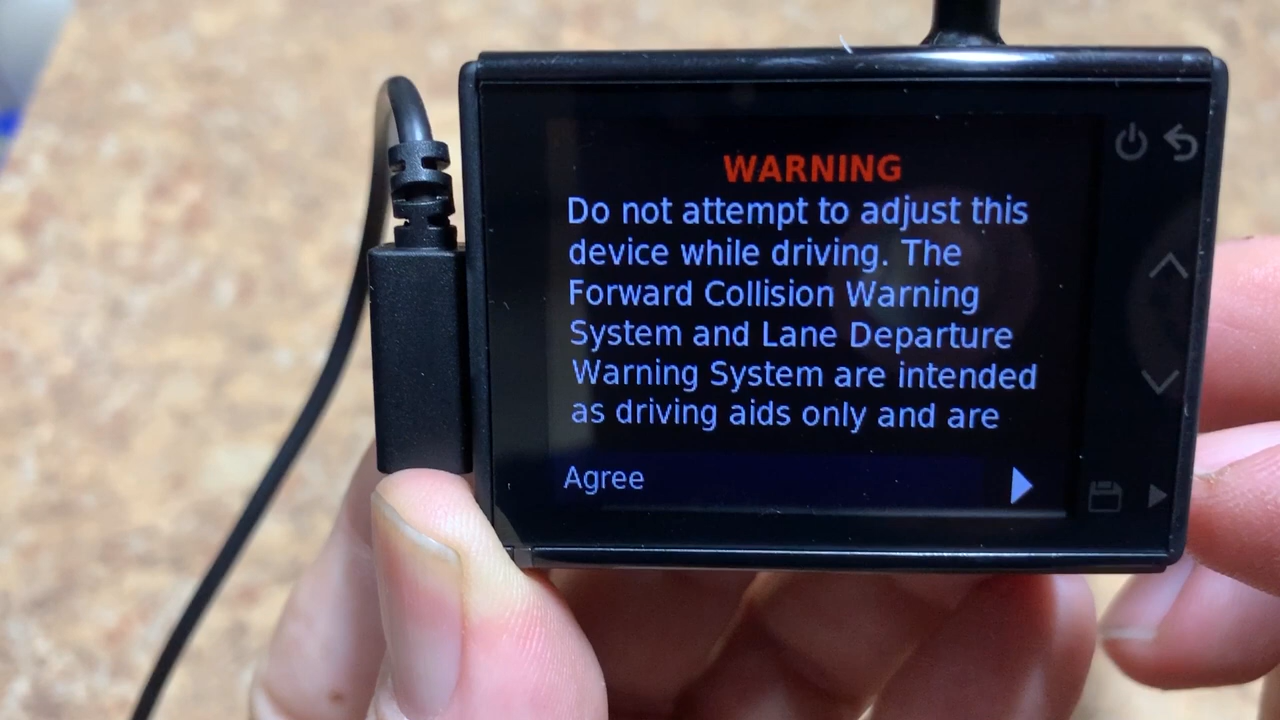 WARNING
Do not attempt to adjust this
device while driving. The
Forward Collision Warning
System and Lane Departure
Warning System are intended
as driving aids only and are
Agree